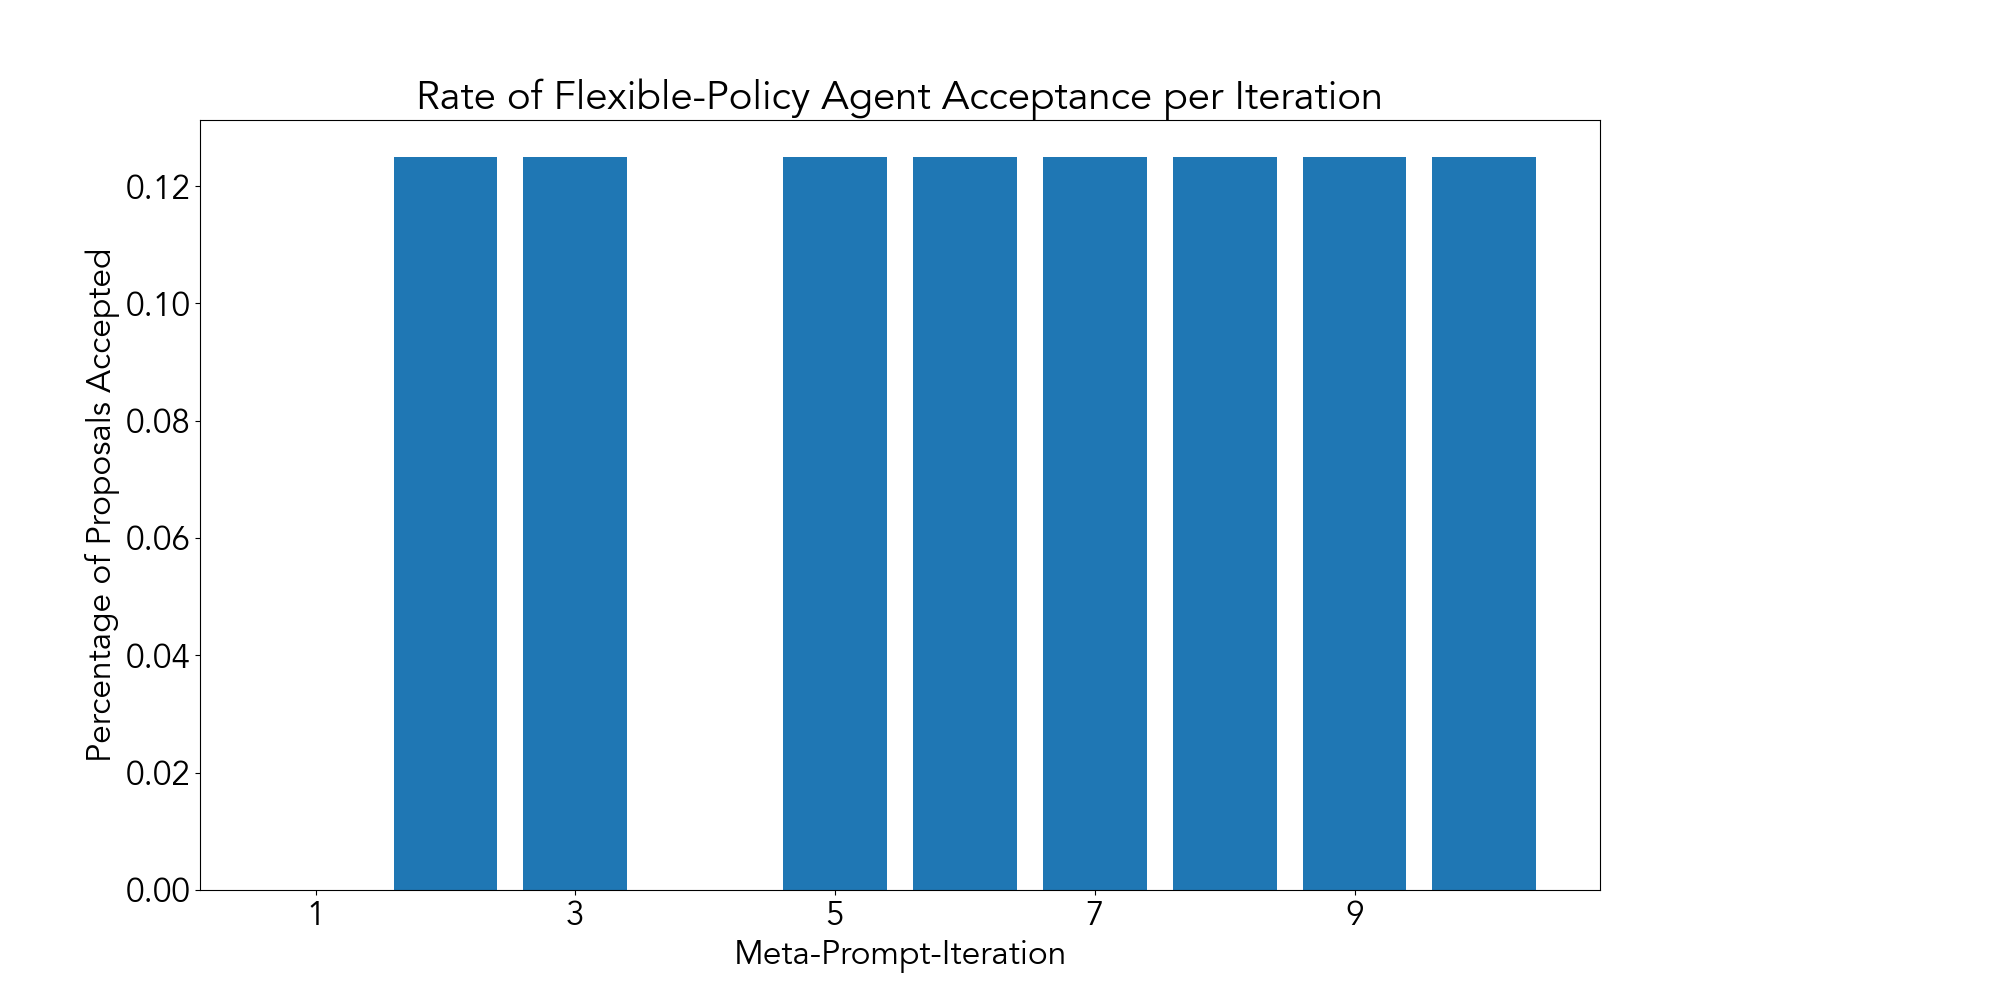 Rate of Flexible-Policy Agent Acceptance per Iteration
Percentage of Proposals Accepted
0.12
0.10
0.08
0.06
0.04
0.02
0.00
1 3 5 7 9
Meta-Prompt-Iteration